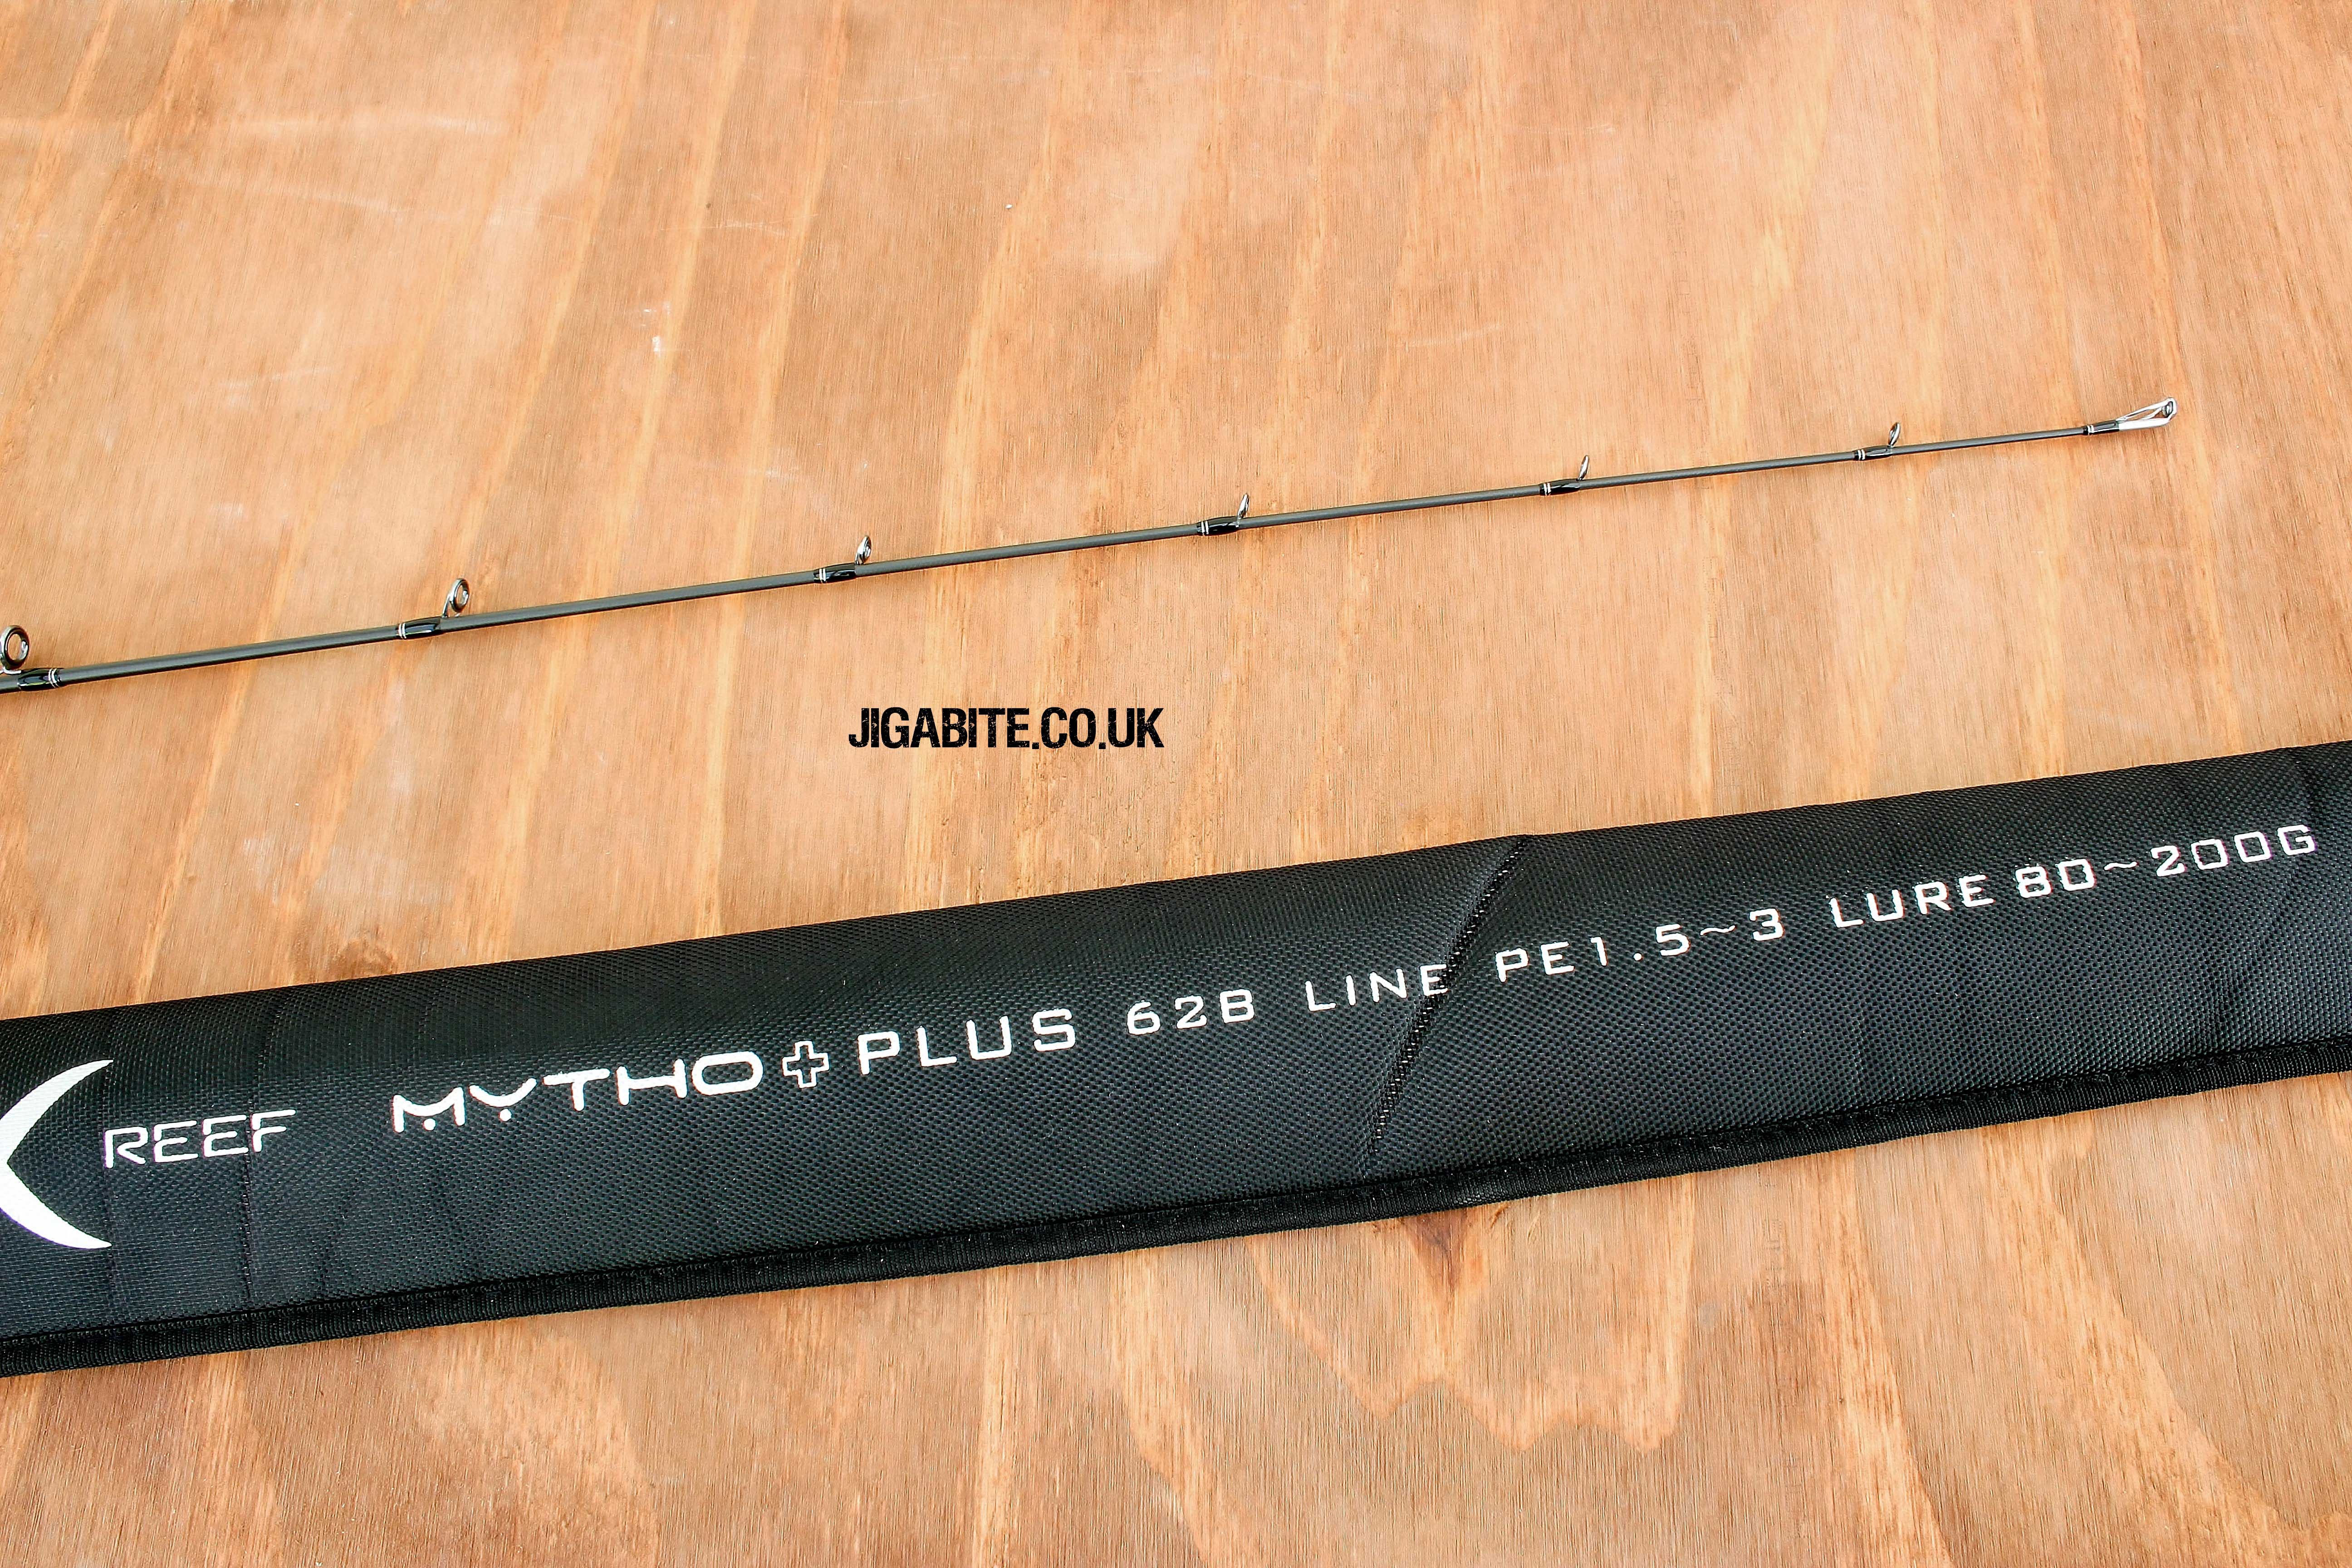 JIGABITE.CO.UK
REEF MYTHO+PLUS 62B LINE PE1.5~3 LURE 80~200G